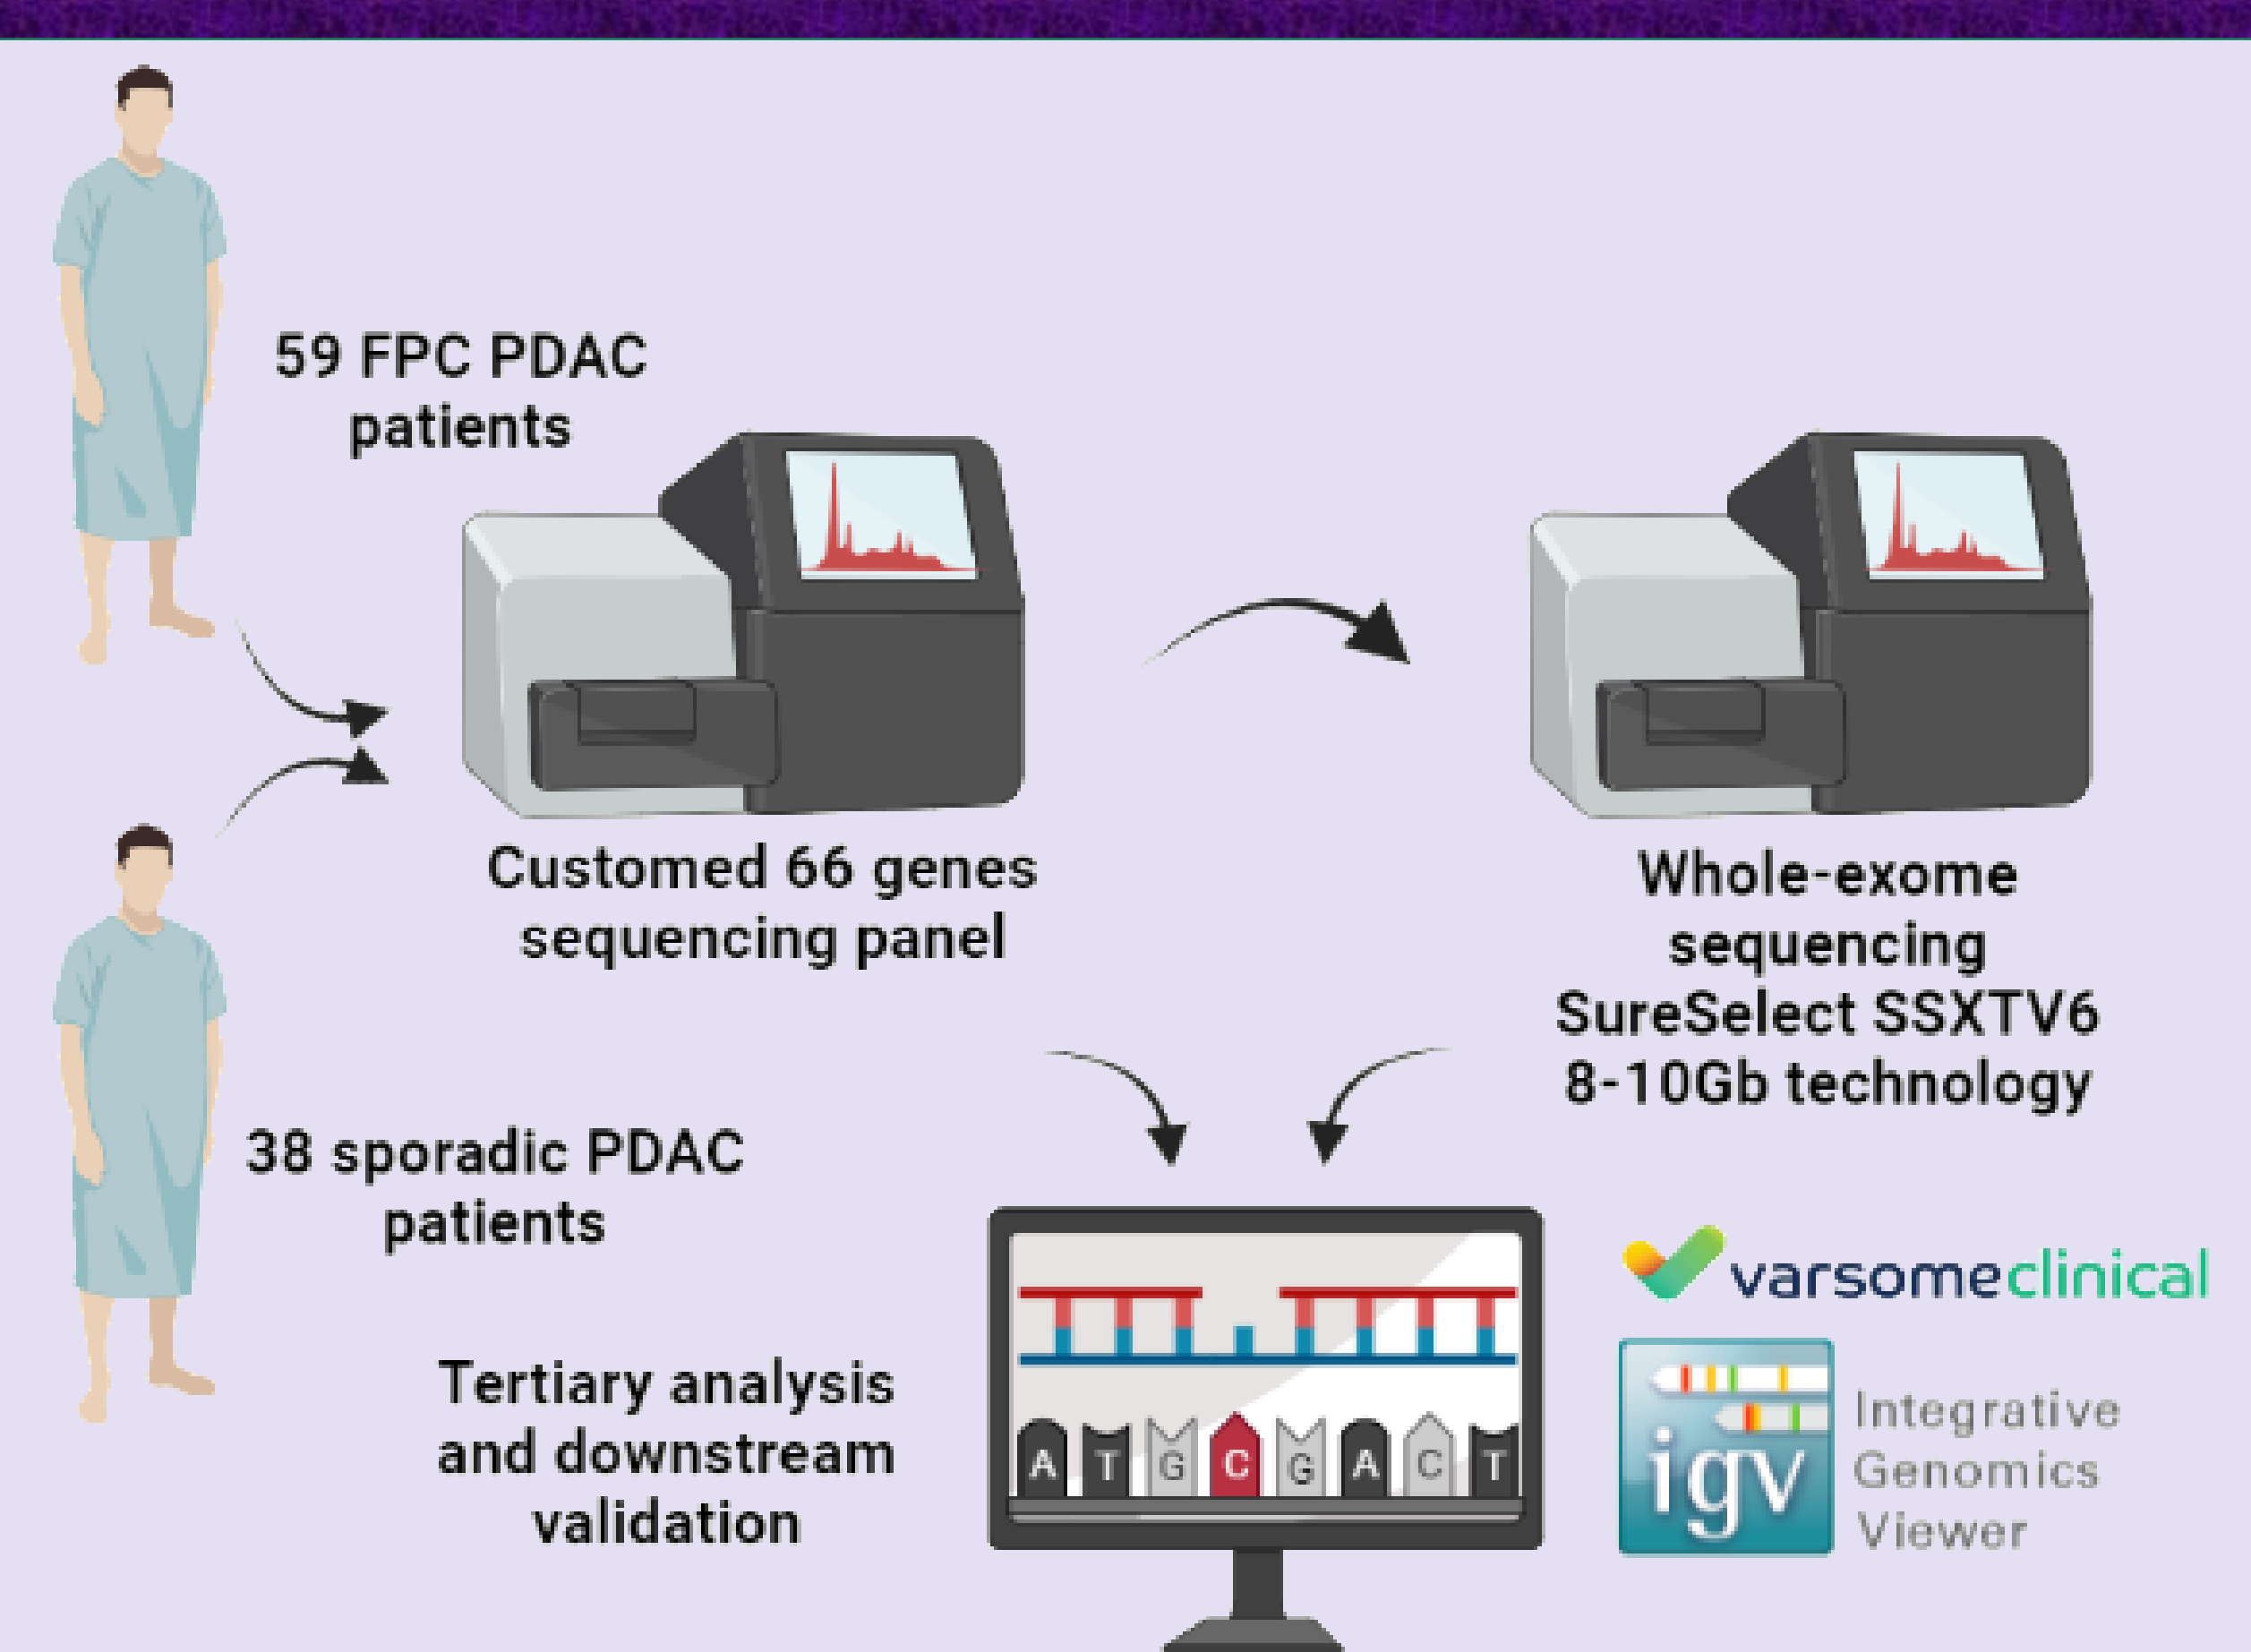 59 FPC PDAC
patients
Customed 66 genes
sequencing panel
Whole-exome
sequencing
SureSelect SSXTV6
8-10Gb technology
38 sporadic PDAC
patients
Tertiary analysis
and downstream
validation
A T G C G A C T
varsomeclinical
igv
Integrative
Genomics
Viewer